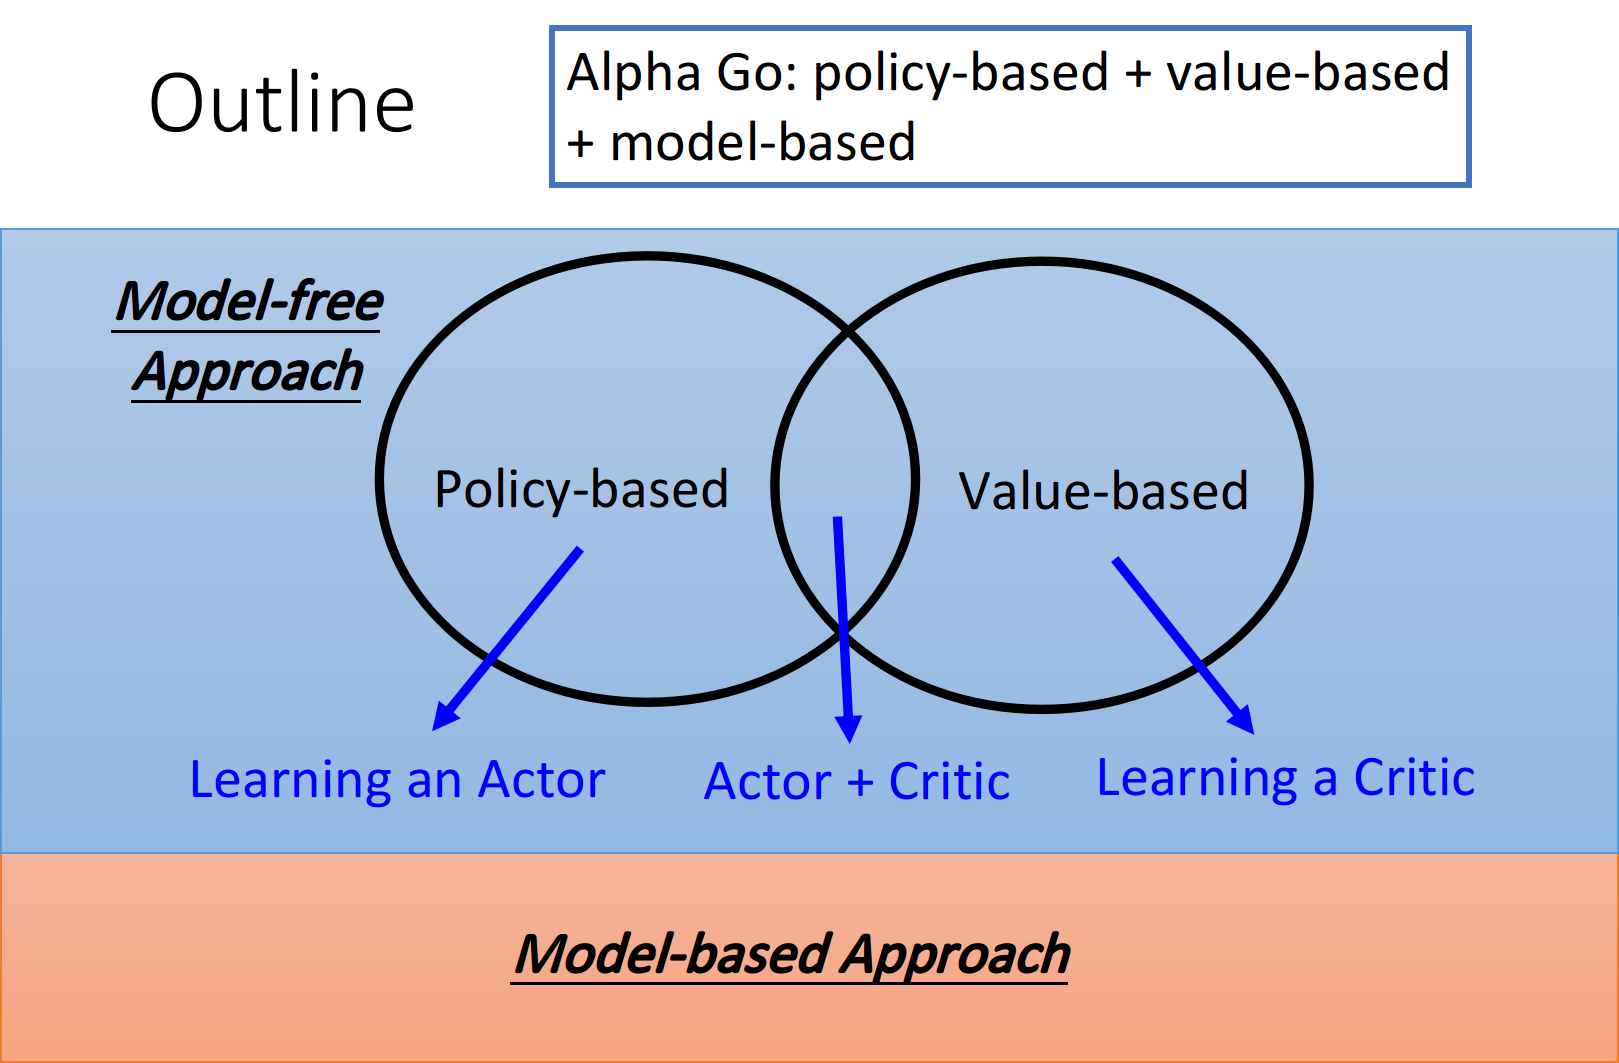 Outline
Alpha Go: policy-based + value-based
+ model-based
Model-free
Approach
Policy-based
Value-based
Learning an Actor
Actor + Critic
Learning a Critic
Model-based Approach